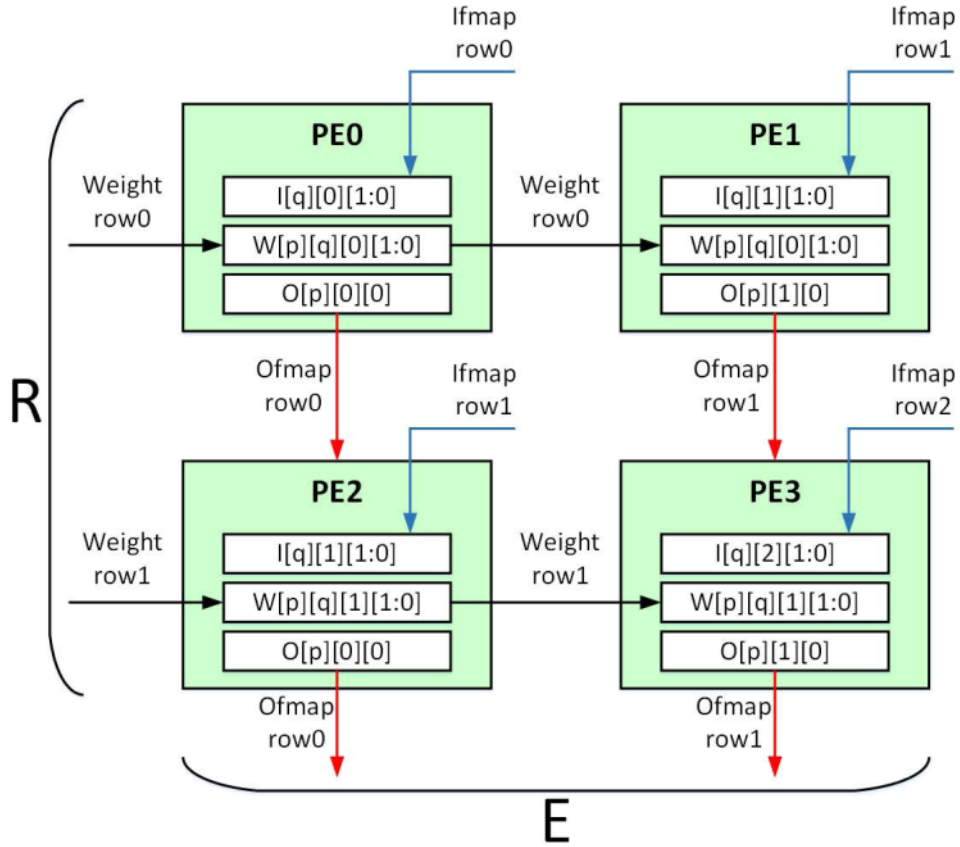 Ifmap
row0
Ifmap
row1
PE0
PE1
Weight
row0
I[q][0][1:0]
W[p][q][0][1:0]
O[p][0][0]
Weight
row0
I[q][1][1:0]
W[p][q][0][1:0]
O[p][1][0]
R
Ofmap
row0
Ifmap
row1
Ofmap
row1
Ifmap
row2
PE2
PE3
Weight
row1
I[q][1][1:0]
W[p][q][1][1:0]
O[p][0][0]
Weight
row1
I[q][2][1:0]
W[p][q][1][1:0]
O[p][1][0]
Ofmap
row0
Ofmap
row1
E